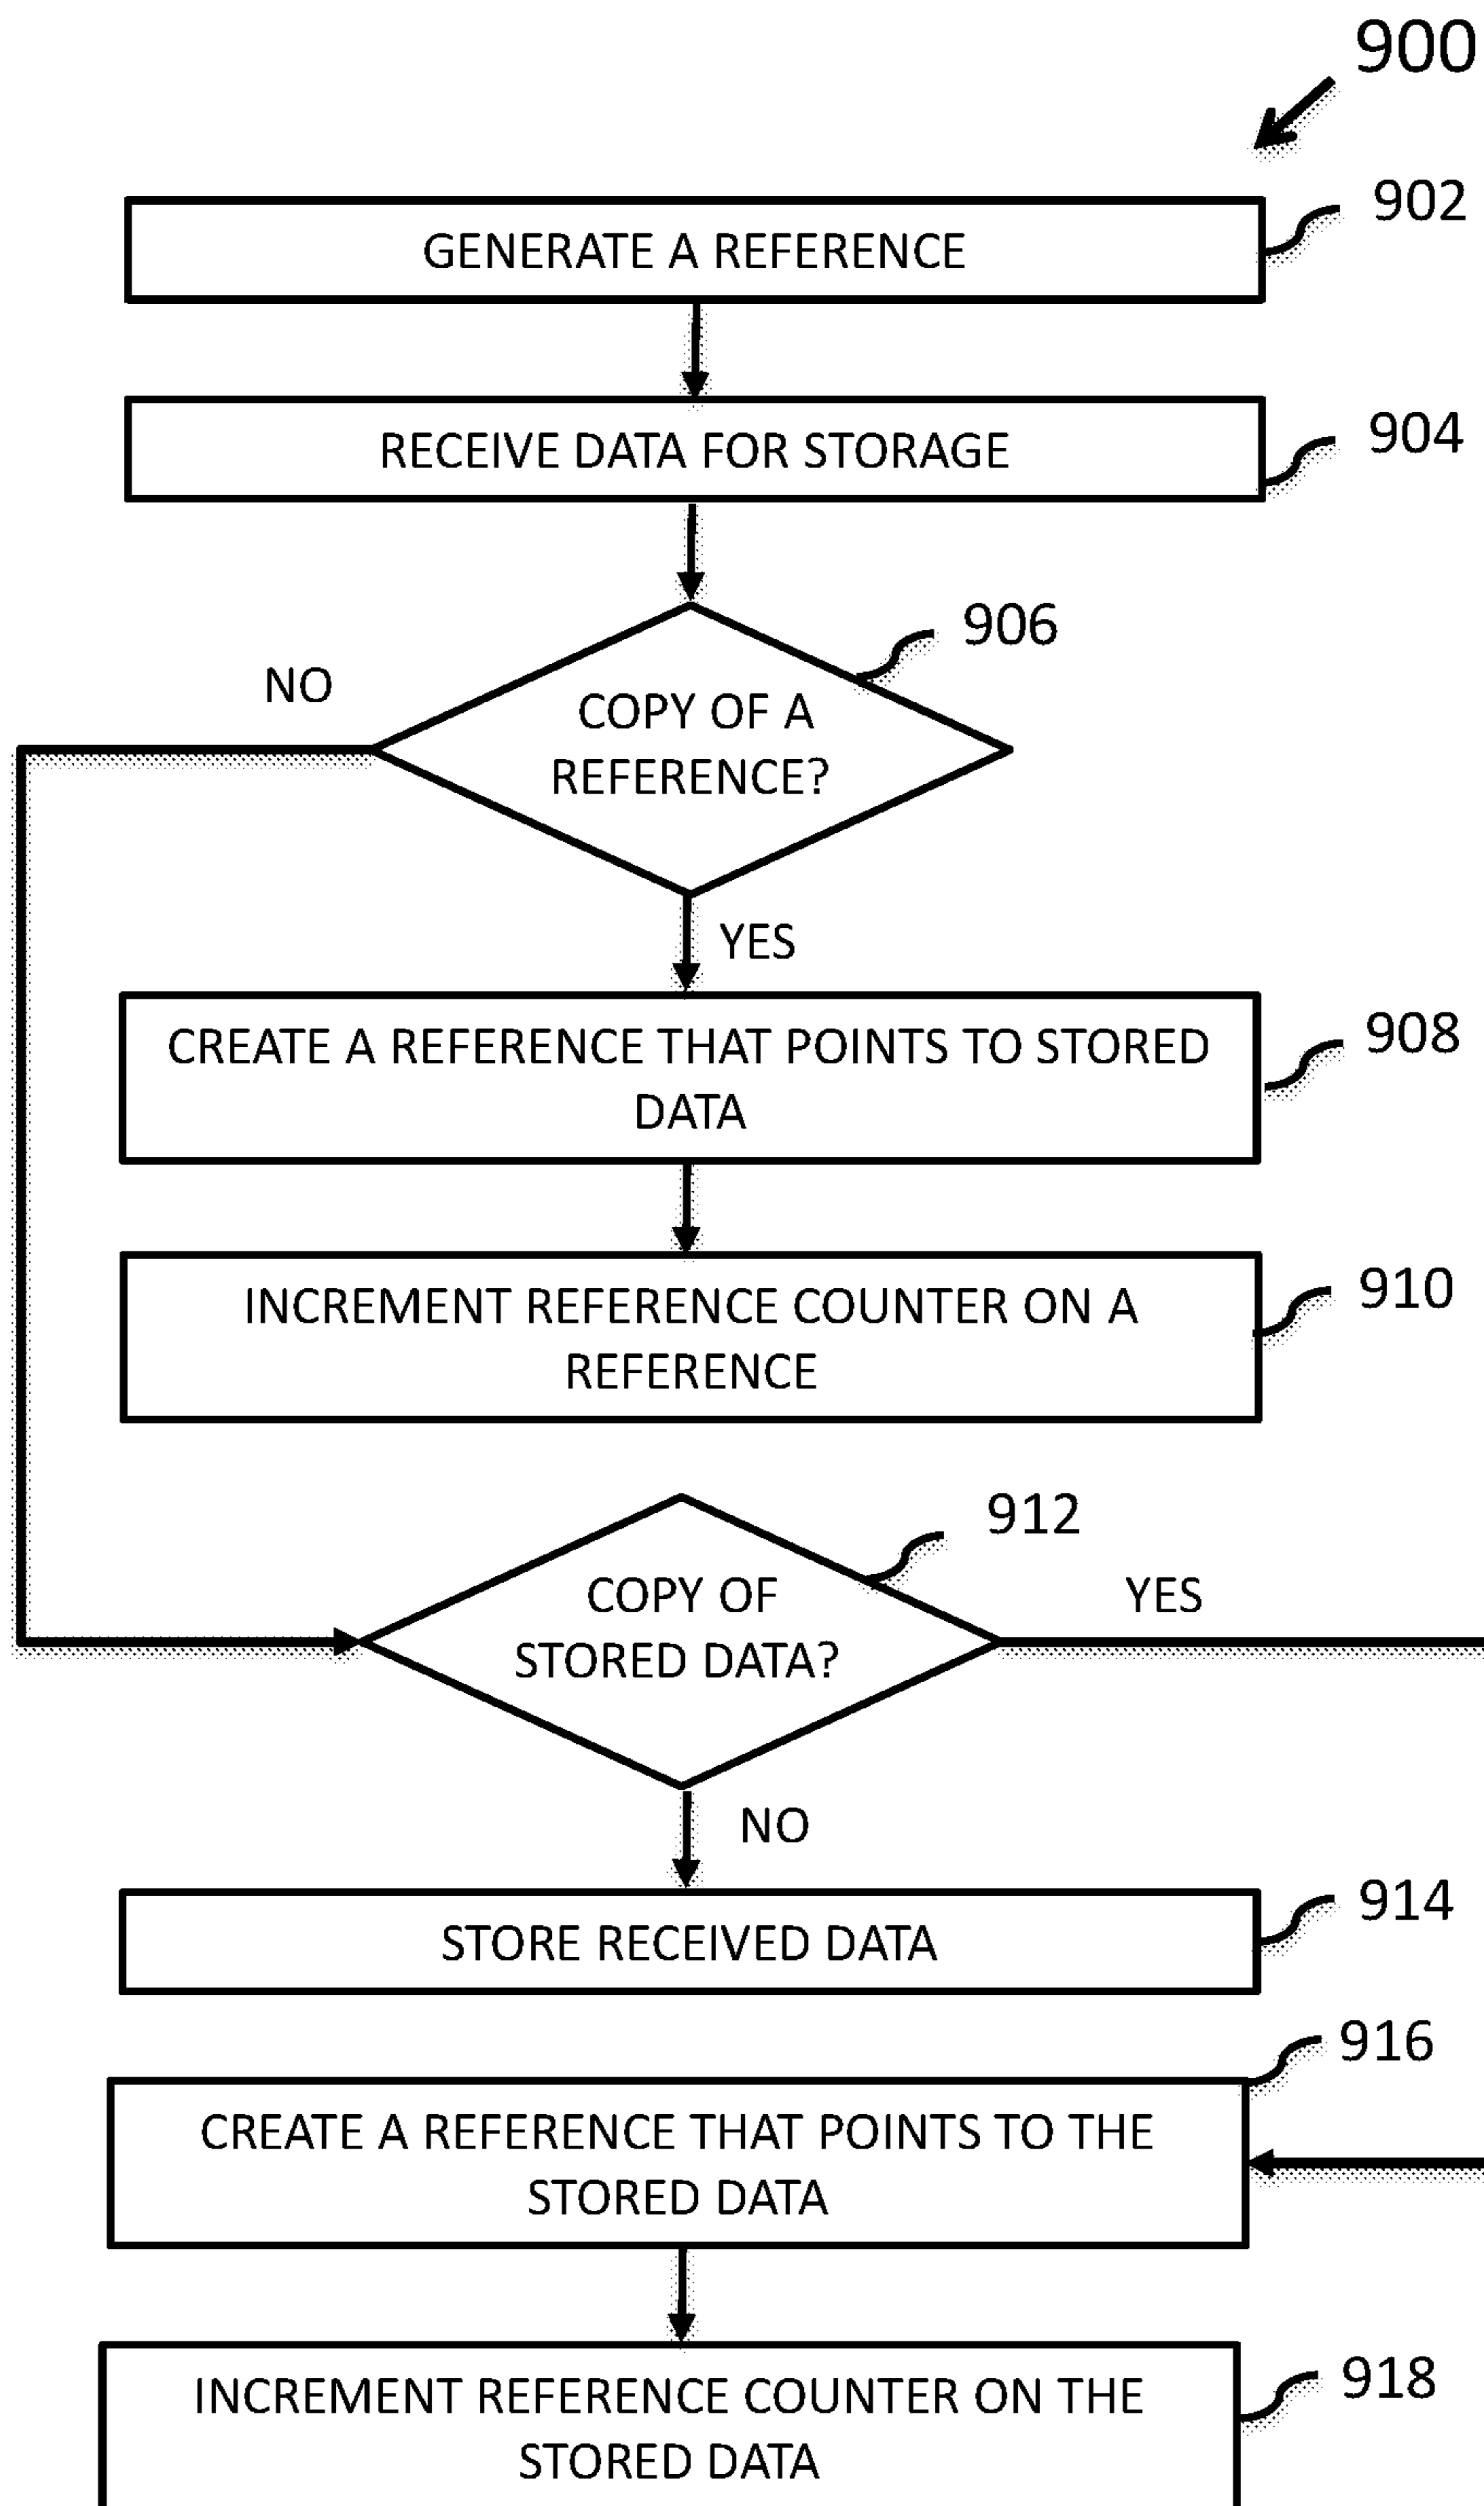 900
902
GENERATE A REFERENCE
904
RECEIVE DATA FOR STORAGE
906
NO
COPY OF A
REFERENCE?
YES
908
CREATE A REFERENCE THAT POINTS TO STORED
DATA
910
INCREMENT REFERENCE COUNTER ON A
REFERENCE
912
COPY OF
STORED DATA?
YES
NO
914
STORE RECEIVED DATA
916
CREATE A REFERENCE THAT POINTS TO THE
STORED DATA
918
INCREMENT REFERENCE COUNTER ON THE
STORED DATA